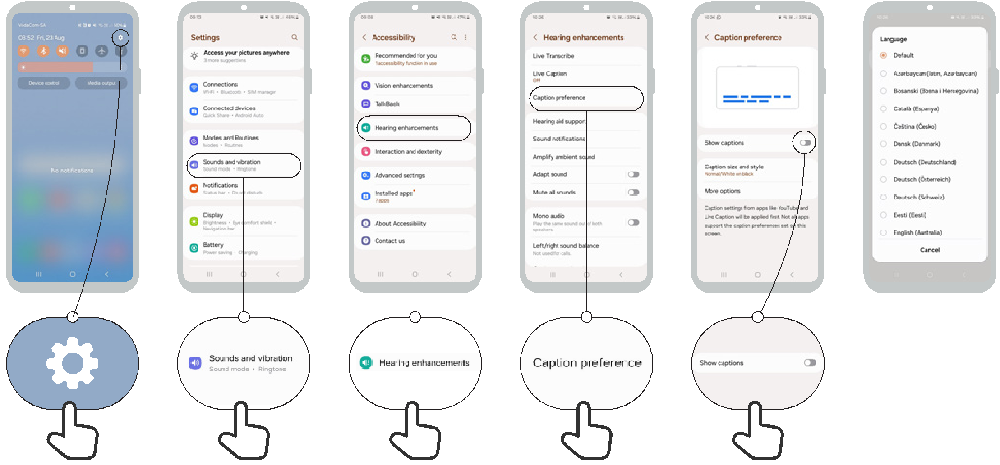 VodaCom-SA
50%
08:52 Fri, 23 Aug
Device control
Media output
No notifications
09:13
46%
Settings
Access your pictures anywhere
3 more suggestions
Connections
Wi-Fi • Bluetooth • SIM manager
Connected devices
Quick Share • Android Auto
Modes and Routines
Modes • Routines
Sounds and vibration
Sound mode • Ringtone
Notifications
Status bar • Do not disturb
Display
Brightness • Eye comfort shield •
Navigation bar
Battery
Power saving • Charging
09:08
47%
Accessibility
Recommended for you
1 accessibility function in use
Vision enhancements
TalkBack
Hearing enhancements
Interaction and dexterity
Advanced settings
Installed apps
7 apps
About Accessibility
Contact us
10:25
33%
Hearing enhancements
Live Transcribe
Live Caption
Off
Caption preference
Hearing aid support
Sound notifications
Amplify ambient sound
Adapt sound
Mute all sounds
Mono audio
Play the same sound out of both
speakers.
Left/right sound balance
Not used for calls.
10:26
33%
Caption preference
Show captions
Caption size and style
Normal/White on black
More options
Caption settings from apps like YouTube and
Live Caption will be applied first. Not all apps
support the caption preferences set on this
screen.
10:26
33%
Language
Default
Azərbaycan (latın, Azərbaycan)
Bosanski (Bosna i Hercegovina)
Català (Espanya)
Čeština (Česko)
Dansk (Danmark)
Deutsch (Deutschland)
Deutsch (Österreich)
Deutsch (Schweiz)
Eesti (Eesti)
English (Australia)
Cancel
Sounds and vibration
Sound mode • Ringtone
Hearing enhancements
Caption preference
Show captions